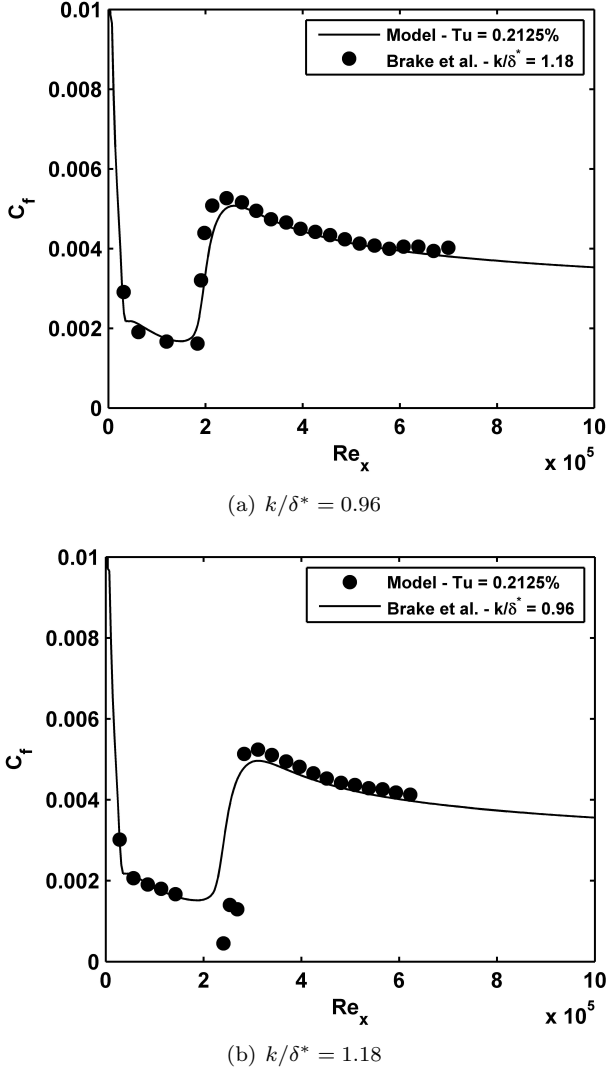 0.01
0.008
0.006
0.004
0.002
0
C_f
Model - Tu = 0.2125%
Brake et al. - k/δ* = 1.18
0 2 4 6 8 10
Re_x
x 10^5
(a) k/δ* = 0.96
0.01
0.008
0.006
0.004
0.002
0
C_f
Model - Tu = 0.2125%
Brake et al. - k/δ* = 0.96
0 2 4 6 8 10
Re_x
x 10^5
(b) k/δ* = 1.18